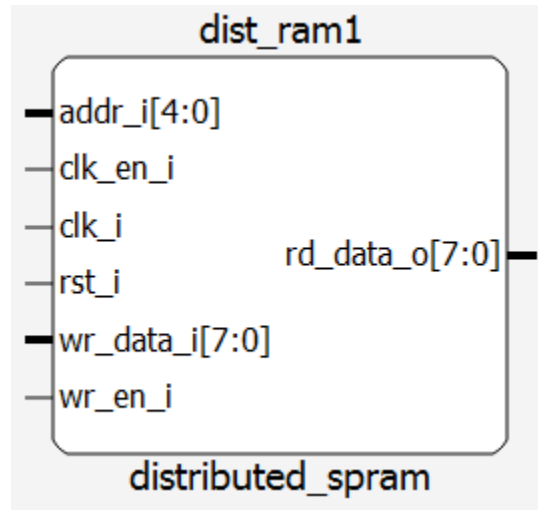 dist_ram1
addr_i[4:0]
clk_en_i
clk_i
rd_data_o[7:0]
rst_i
wr_data_i[7:0]
wr_en_i
distributed_spram